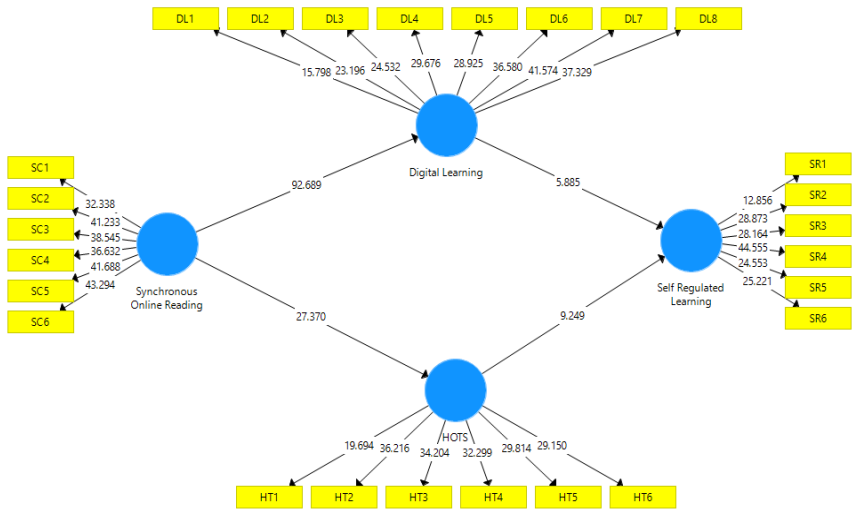 DL1 DL2 DL3 DL4 DL5 DL6 DL7 DL8
15.798 23.196 24.532 29.676 28.925 36.580 41.574 37.329
Digital Learning
92.689
5.885
SC1
SC2
SC3
SC4
SC5
SC6
32.338
41.233
38.545
36.632
41.688
43.294
Synchronous
Online Reading
SR1
SR2
SR3
SR4
SR5
SR6
12.856
28.873
28.164
44.555
24.553
25.221
Self Regulated
Learning
27.370
9.249
HOTS
19.694 36.216 34.204 32.299 29.814 29.150
HT1 HT2 HT3 HT4 HT5 HT6